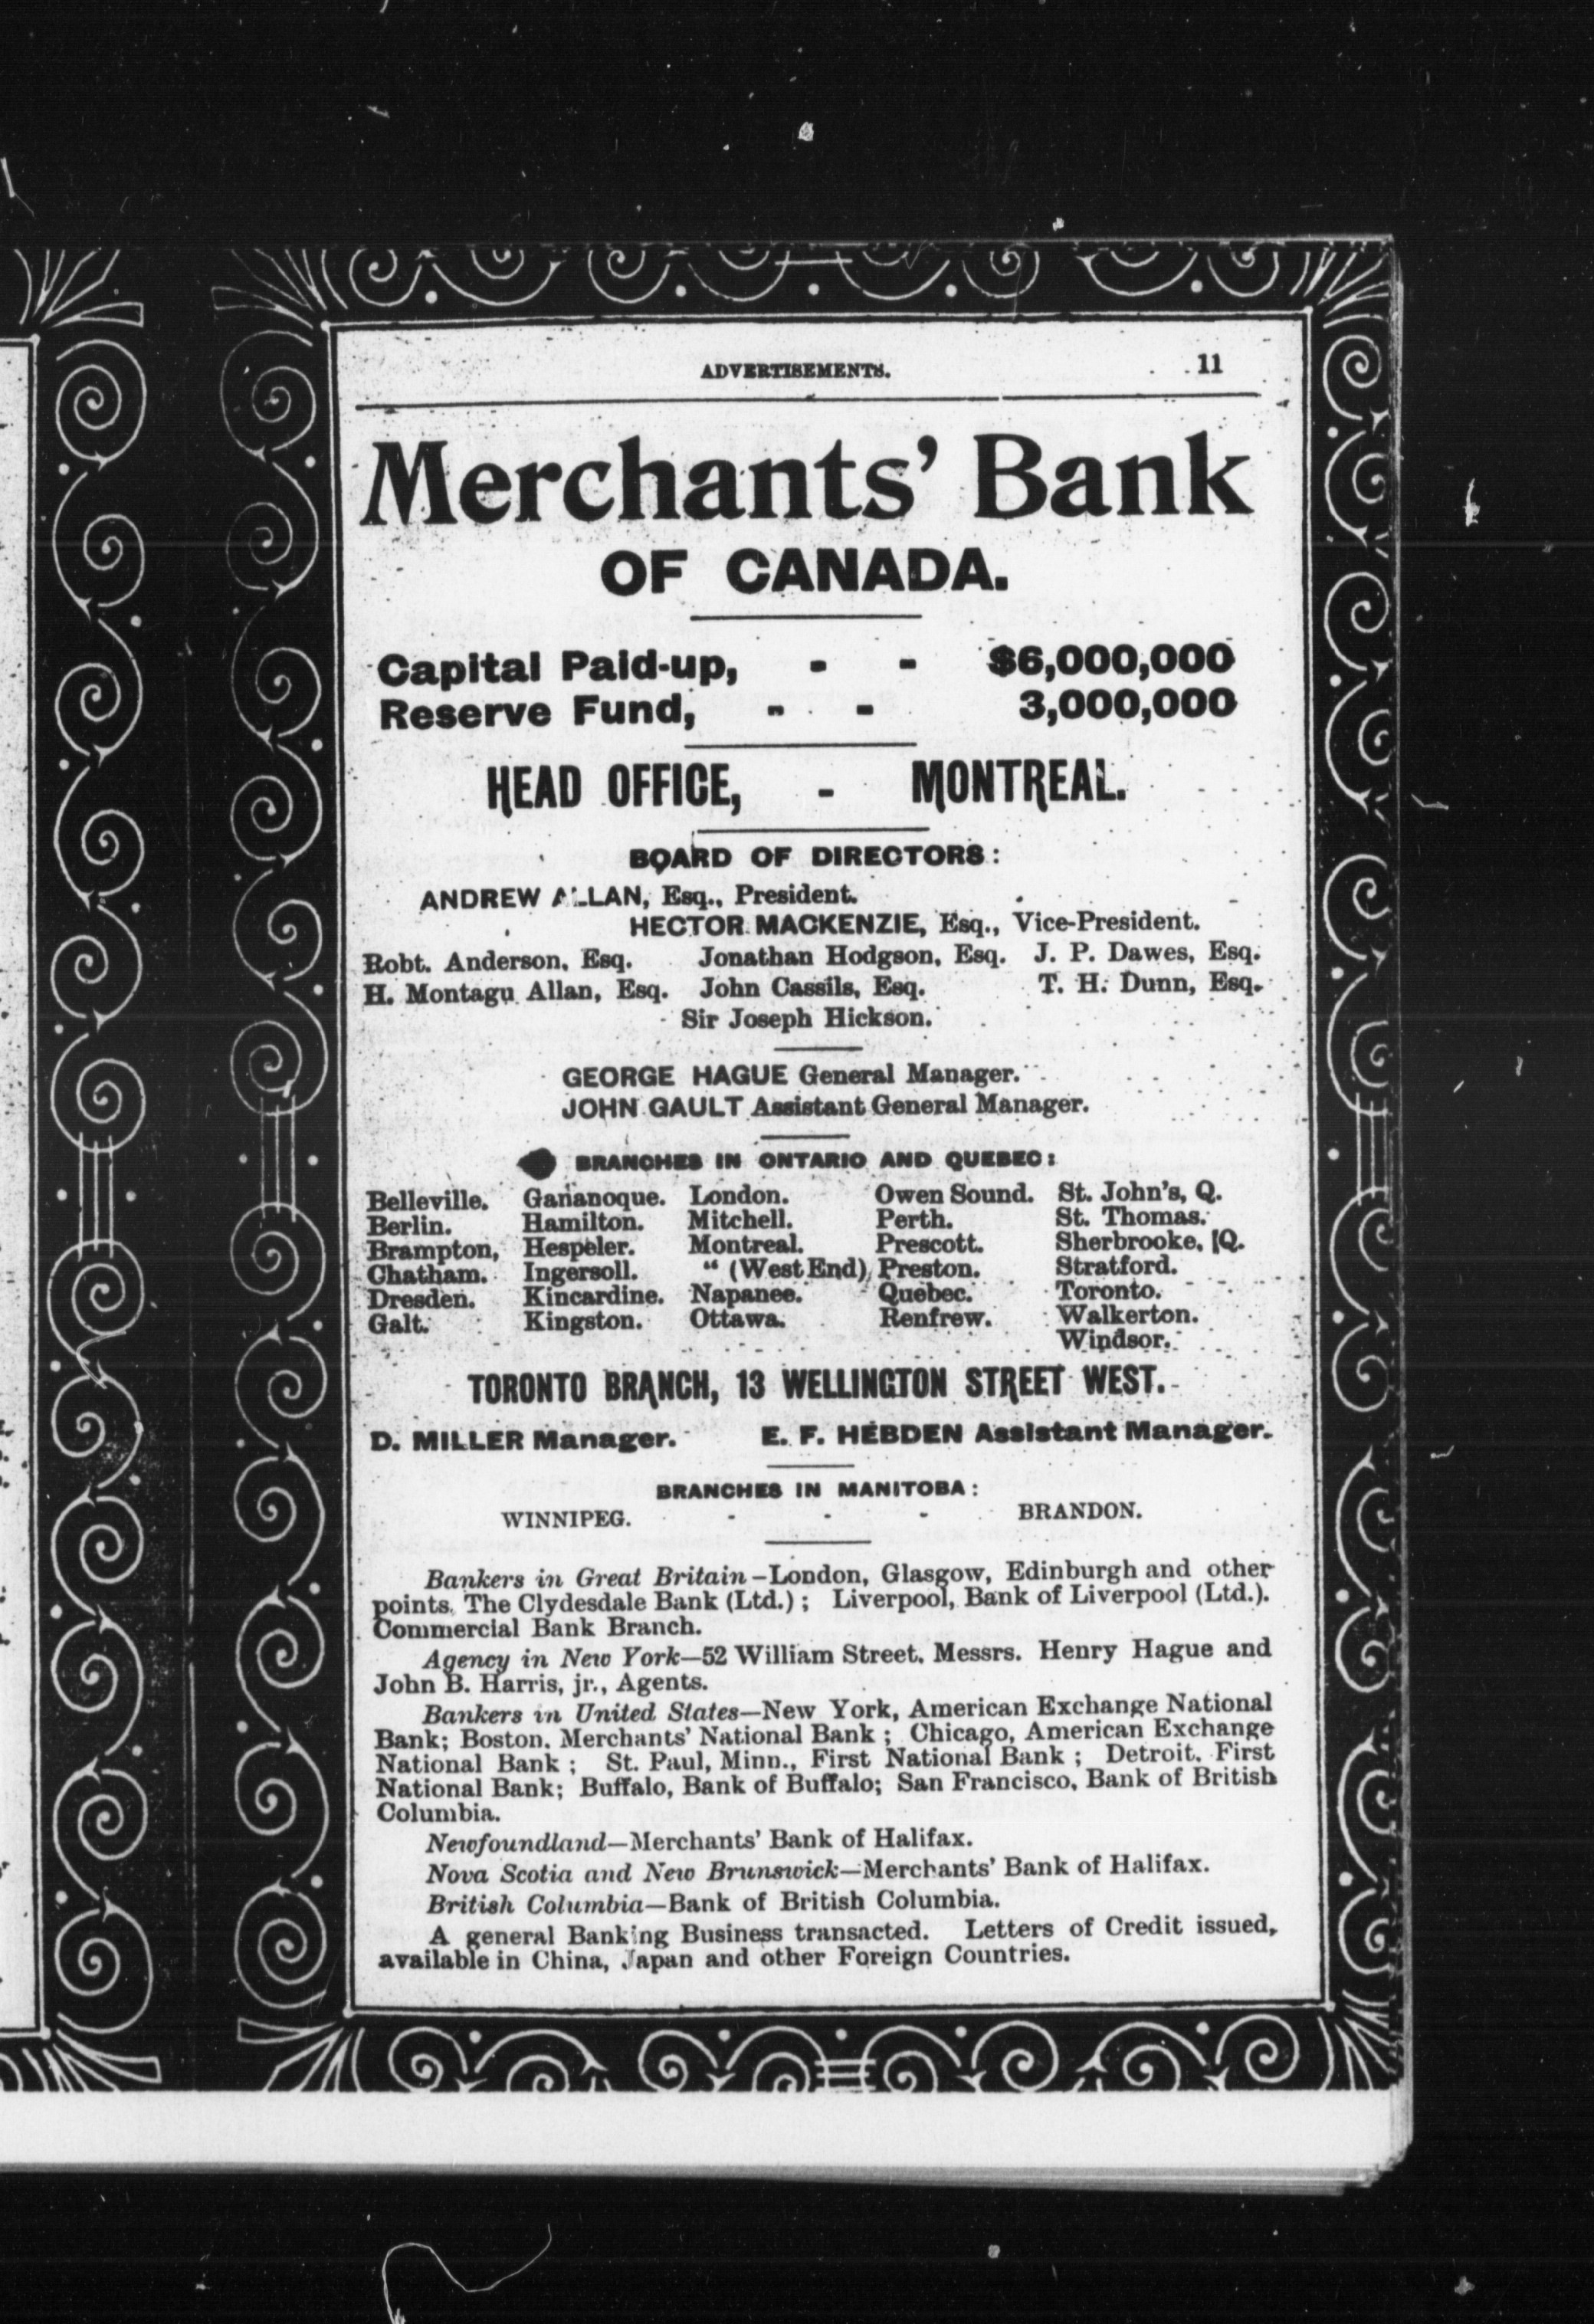 ADVERTISEMENTS. 11
Merchants' Bank
OF CANADA.
Capital Paid-up, - - $6,000,000
Reserve Fund, - - 3,000,000
HEAD OFFICE, - MONTREAL.
BOARD OF DIRECTORS:
ANDREW ALLAN, Esq., President.
HECTOR MACKENZIE, Esq., Vice-President.
Robt. Anderson, Esq. Jonathan Hodgson, Esq. J. P. Dawes, Esq.
H. Montagu Allan, Esq. John Cassils, Esq. T. H. Dunn, Esq.
Sir Joseph Hickson.
GEORGE HAGUE General Manager.
JOHN GAULT Assistant General Manager.
BRANCHES IN ONTARIO AND QUEBEC:
Belleville. Gananoque. London. Owen Sound. St. John's, Q.
Berlin. Hamilton. Mitchell. Perth. St. Thomas.
Brampton, Hespeler. Montreal. Prescott. Sherbrooke, Q.
Chatham. Ingersoll. " (West End) Preston. Stratford.
Dresden. Kincardine. Napanee. Quebec. Toronto.
Galt. Kingston. Ottawa. Renfrew. Walkerton.
Windsor.
TORONTO BRANCH, 13 WELLINGTON STREET WEST.
D. MILLER Manager. E. F. HEBDEN Assistant Manager.
BRANCHES IN MANITOBA:
WINNIPEG. - - - BRANDON.
Bankers in Great Britain—London, Glasgow, Edinburgh and other
points, The Clydesdale Bank (Ltd.); Liverpool, Bank of Liverpool (Ltd.).
Commercial Bank Branch.
Agency in New York—52 William Street. Messrs. Henry Hague and
John B. Harris, jr., Agents.
Bankers in United States—New York, American Exchange National
Bank; Boston, Merchants' National Bank; Chicago, American Exchange
National Bank; St. Paul, Minn., First National Bank; Detroit, First
National Bank; Buffalo, Bank of Buffalo; San Francisco, Bank of British
Columbia.
Newfoundland—Merchants' Bank of Halifax.
Nova Scotia and New Brunswick—Merchants' Bank of Halifax.
British Columbia—Bank of British Columbia.
A general Banking Business transacted. Letters of Credit issued,
available in China, Japan and other Foreign Countries.